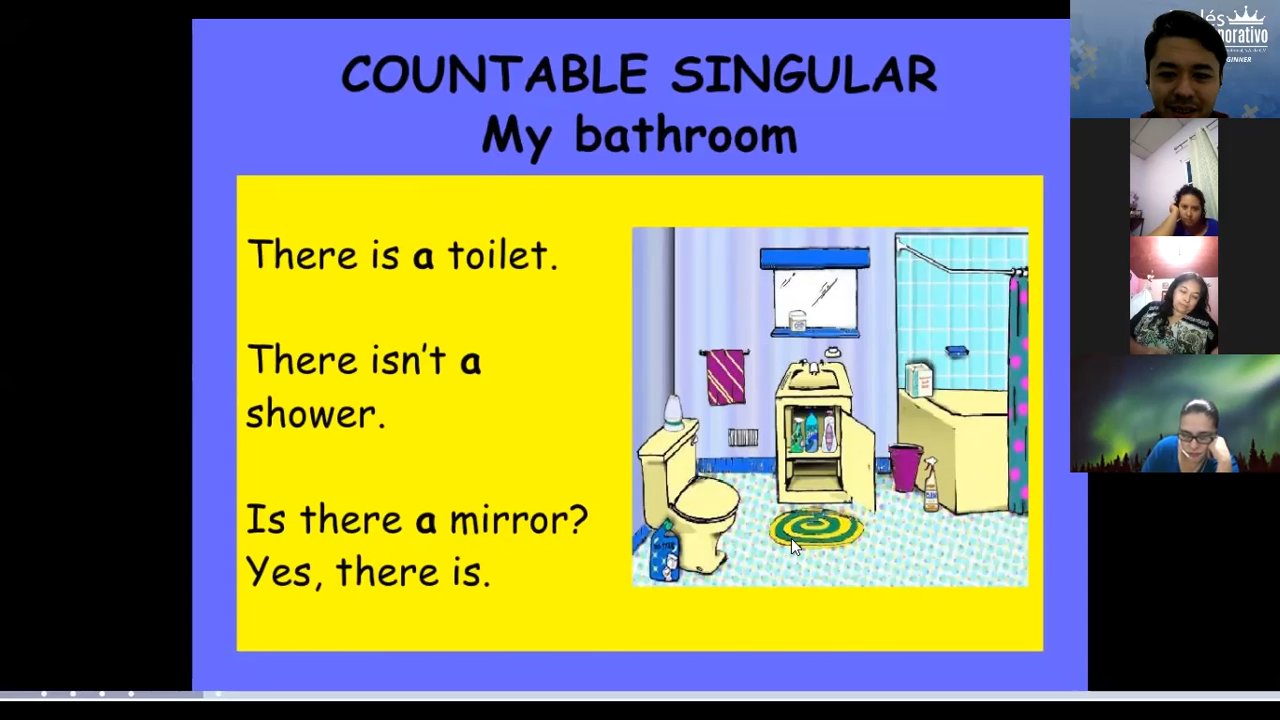 COUNTABLE SINGULAR
My bathroom
There is a toilet.
There isn't a
shower.
Is there a mirror?
Yes, there is.